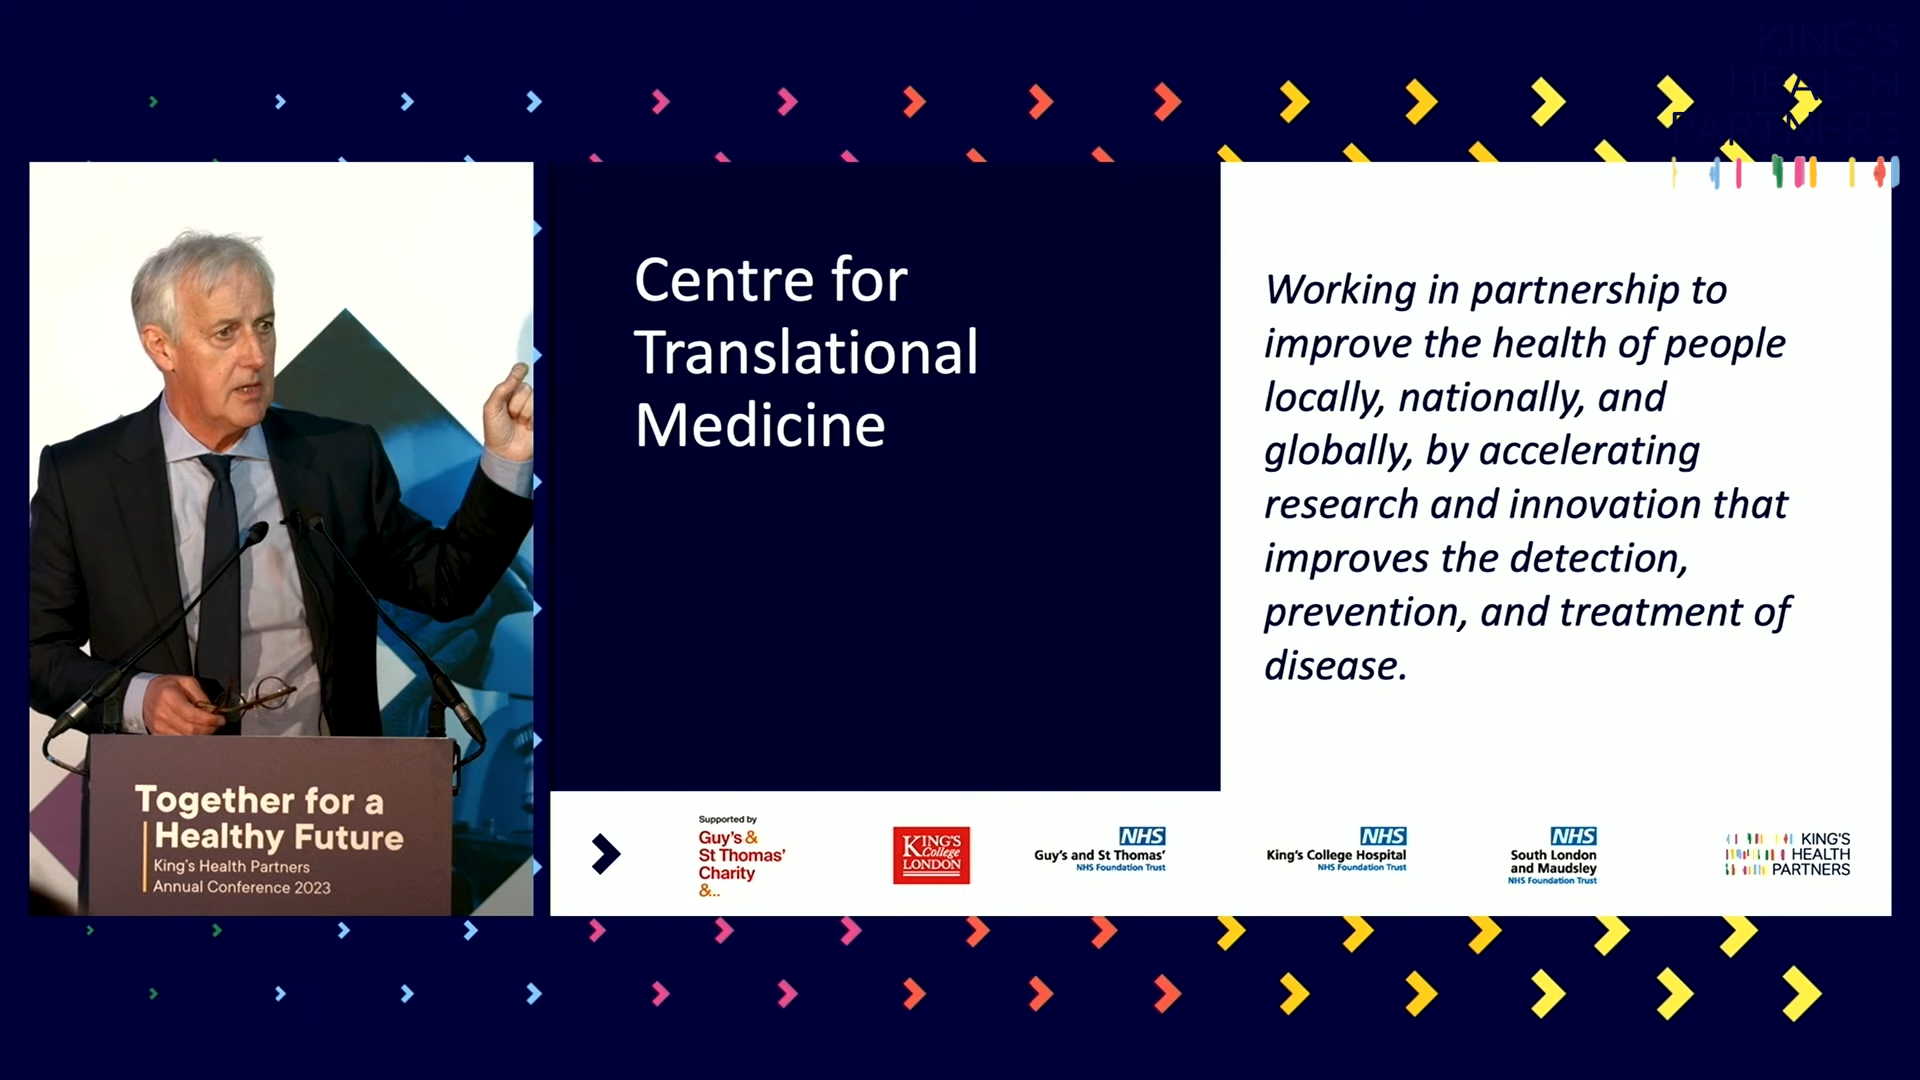 KING'S
HEALTH
PARTNERS
Centre for
Translational
Medicine
Working in partnership to
improve the health of people
locally, nationally, and
globally, by accelerating
research and innovation that
improves the detection,
prevention, and treatment of
disease.
Together for a
Healthy Future
King's Health Partners
Annual Conference 2023
Supported by
Guy's &
St Thomas'
Charity
&..
KING'S
College
LONDON
NHS
Guy's and St Thomas'
NHS Foundation Trust
NHS
King's College Hospital
NHS Foundation Trust
NHS
South London
and Maudsley
NHS Foundation Trust
KING'S
HEALTH
PARTNERS